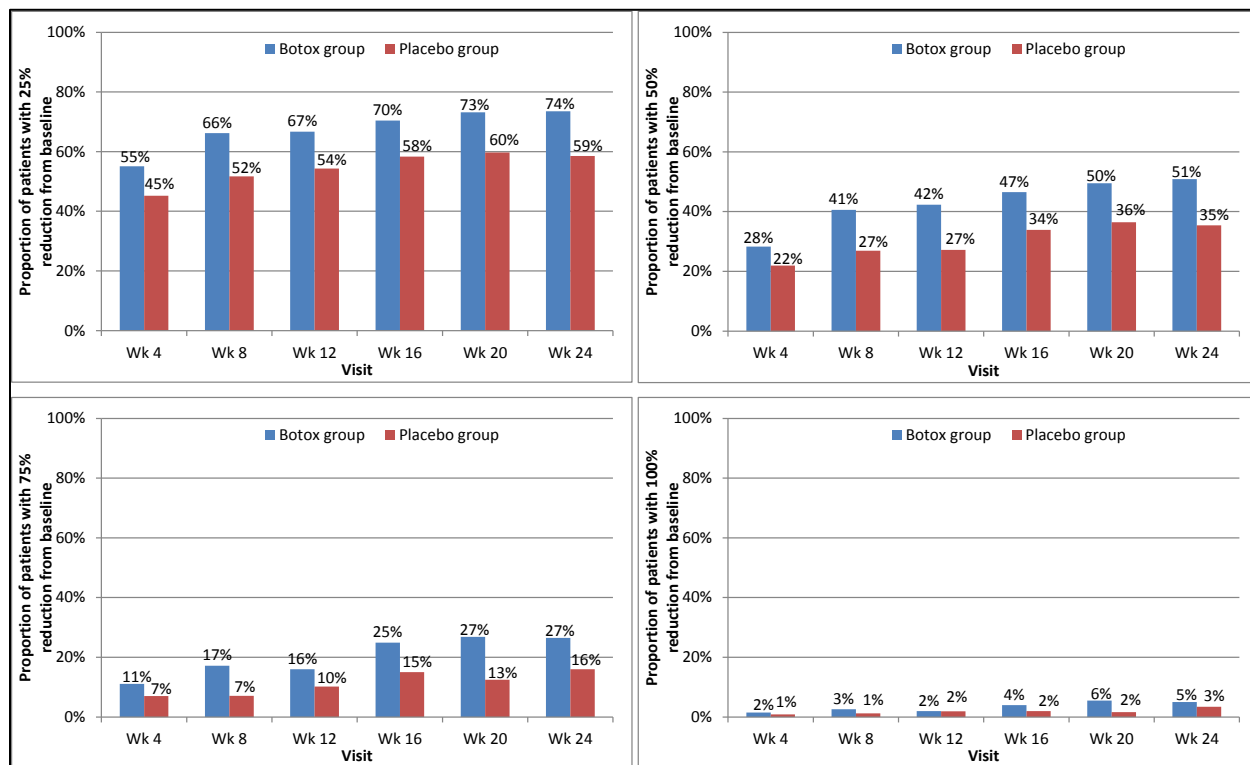 Proportion of patients with 25%
reduction from baseline
100%
80%
60%
40%
20%
0%
Botox group Placebo group
55% 66% 67% 70% 73% 74%
45% 52% 54% 58% 60% 59%
Wk 4 Wk 8 Wk 12 Wk 16 Wk 20 Wk 24
Visit
Proportion of patients with 50%
reduction from baseline
100%
80%
60%
40%
20%
0%
Botox group Placebo group
28% 41% 42% 47% 50% 51%
22% 27% 27% 34% 36% 35%
Wk 4 Wk 8 Wk 12 Wk 16 Wk 20 Wk 24
Visit
Proportion of patients with 75%
reduction from baseline
100%
80%
60%
40%
20%
0%
Botox group Placebo group
11% 17% 16% 25% 27% 27%
7% 7% 10% 15% 13% 16%
Wk 4 Wk 8 Wk 12 Wk 16 Wk 20 Wk 24
Visit
Proportion of patients with 100%
reduction from baseline
100%
80%
60%
40%
20%
0%
Botox group Placebo group
2% 3% 2% 4% 6% 5%
1% 1% 2% 2% 2% 3%
Wk 4 Wk 8 Wk 12 Wk 16 Wk 20 Wk 24
Visit